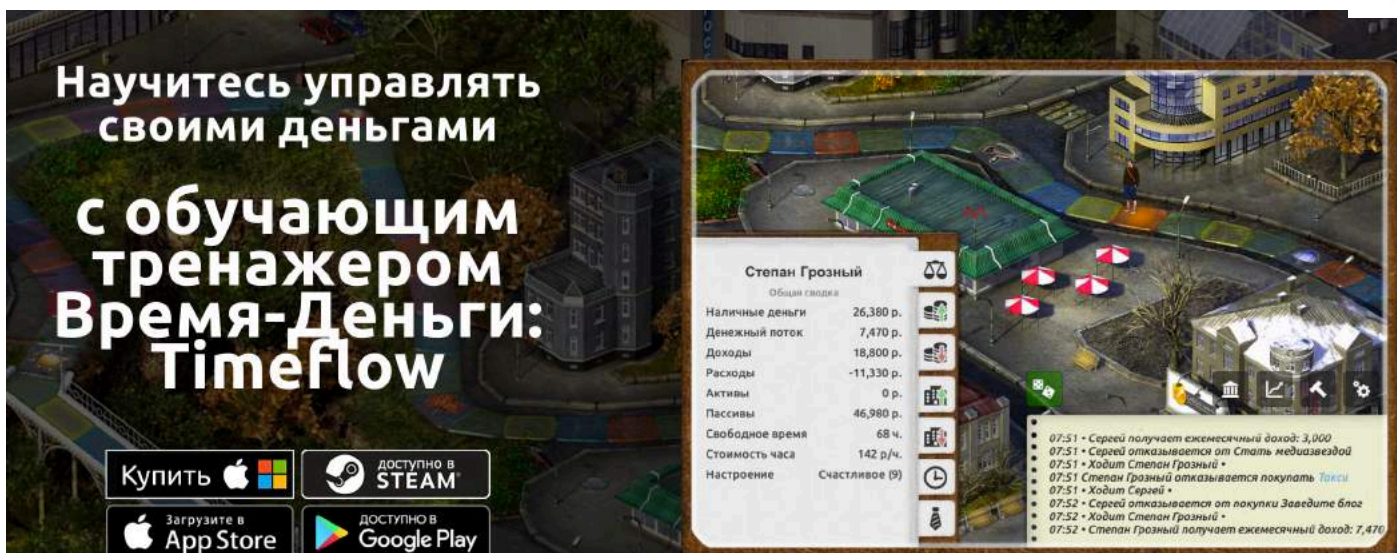 Научитесь управлять
своими деньгами
с обучающим
тренажером
Время-Деньги:
Timeflow
Купить
доступно в
STEAM
Загрузите в
App Store
ДОСТУПНО В
Google Play
Степан Грозный
Общая сводка
Наличные деньги 26,380 р.
Денежный поток 7,470 р.
Доходы 18,800 р.
Расходы -11,330 р.
Активы 0 р.
Пассивы 46,980 р.
Свободное время 68 ч.
Стоимость часа 142 р/ч.
Настроение Счастливое (9)
07:51 • Сергей получает ежемесячный доход: 3,000
07:51 • Сергей отказывается от Стать медиазвездой
07:51 • Ходит Степан Грозный •
07:51 Степан Грозный отказывается покупать Такси
07:51 • Ходит Сергей •
07:52 • Сергей отказывается от покупки Заведите блог
07:52 • Ходит Степан Грозный •
07:52 • Степан Грозный получает ежемесячный доход: 7,470